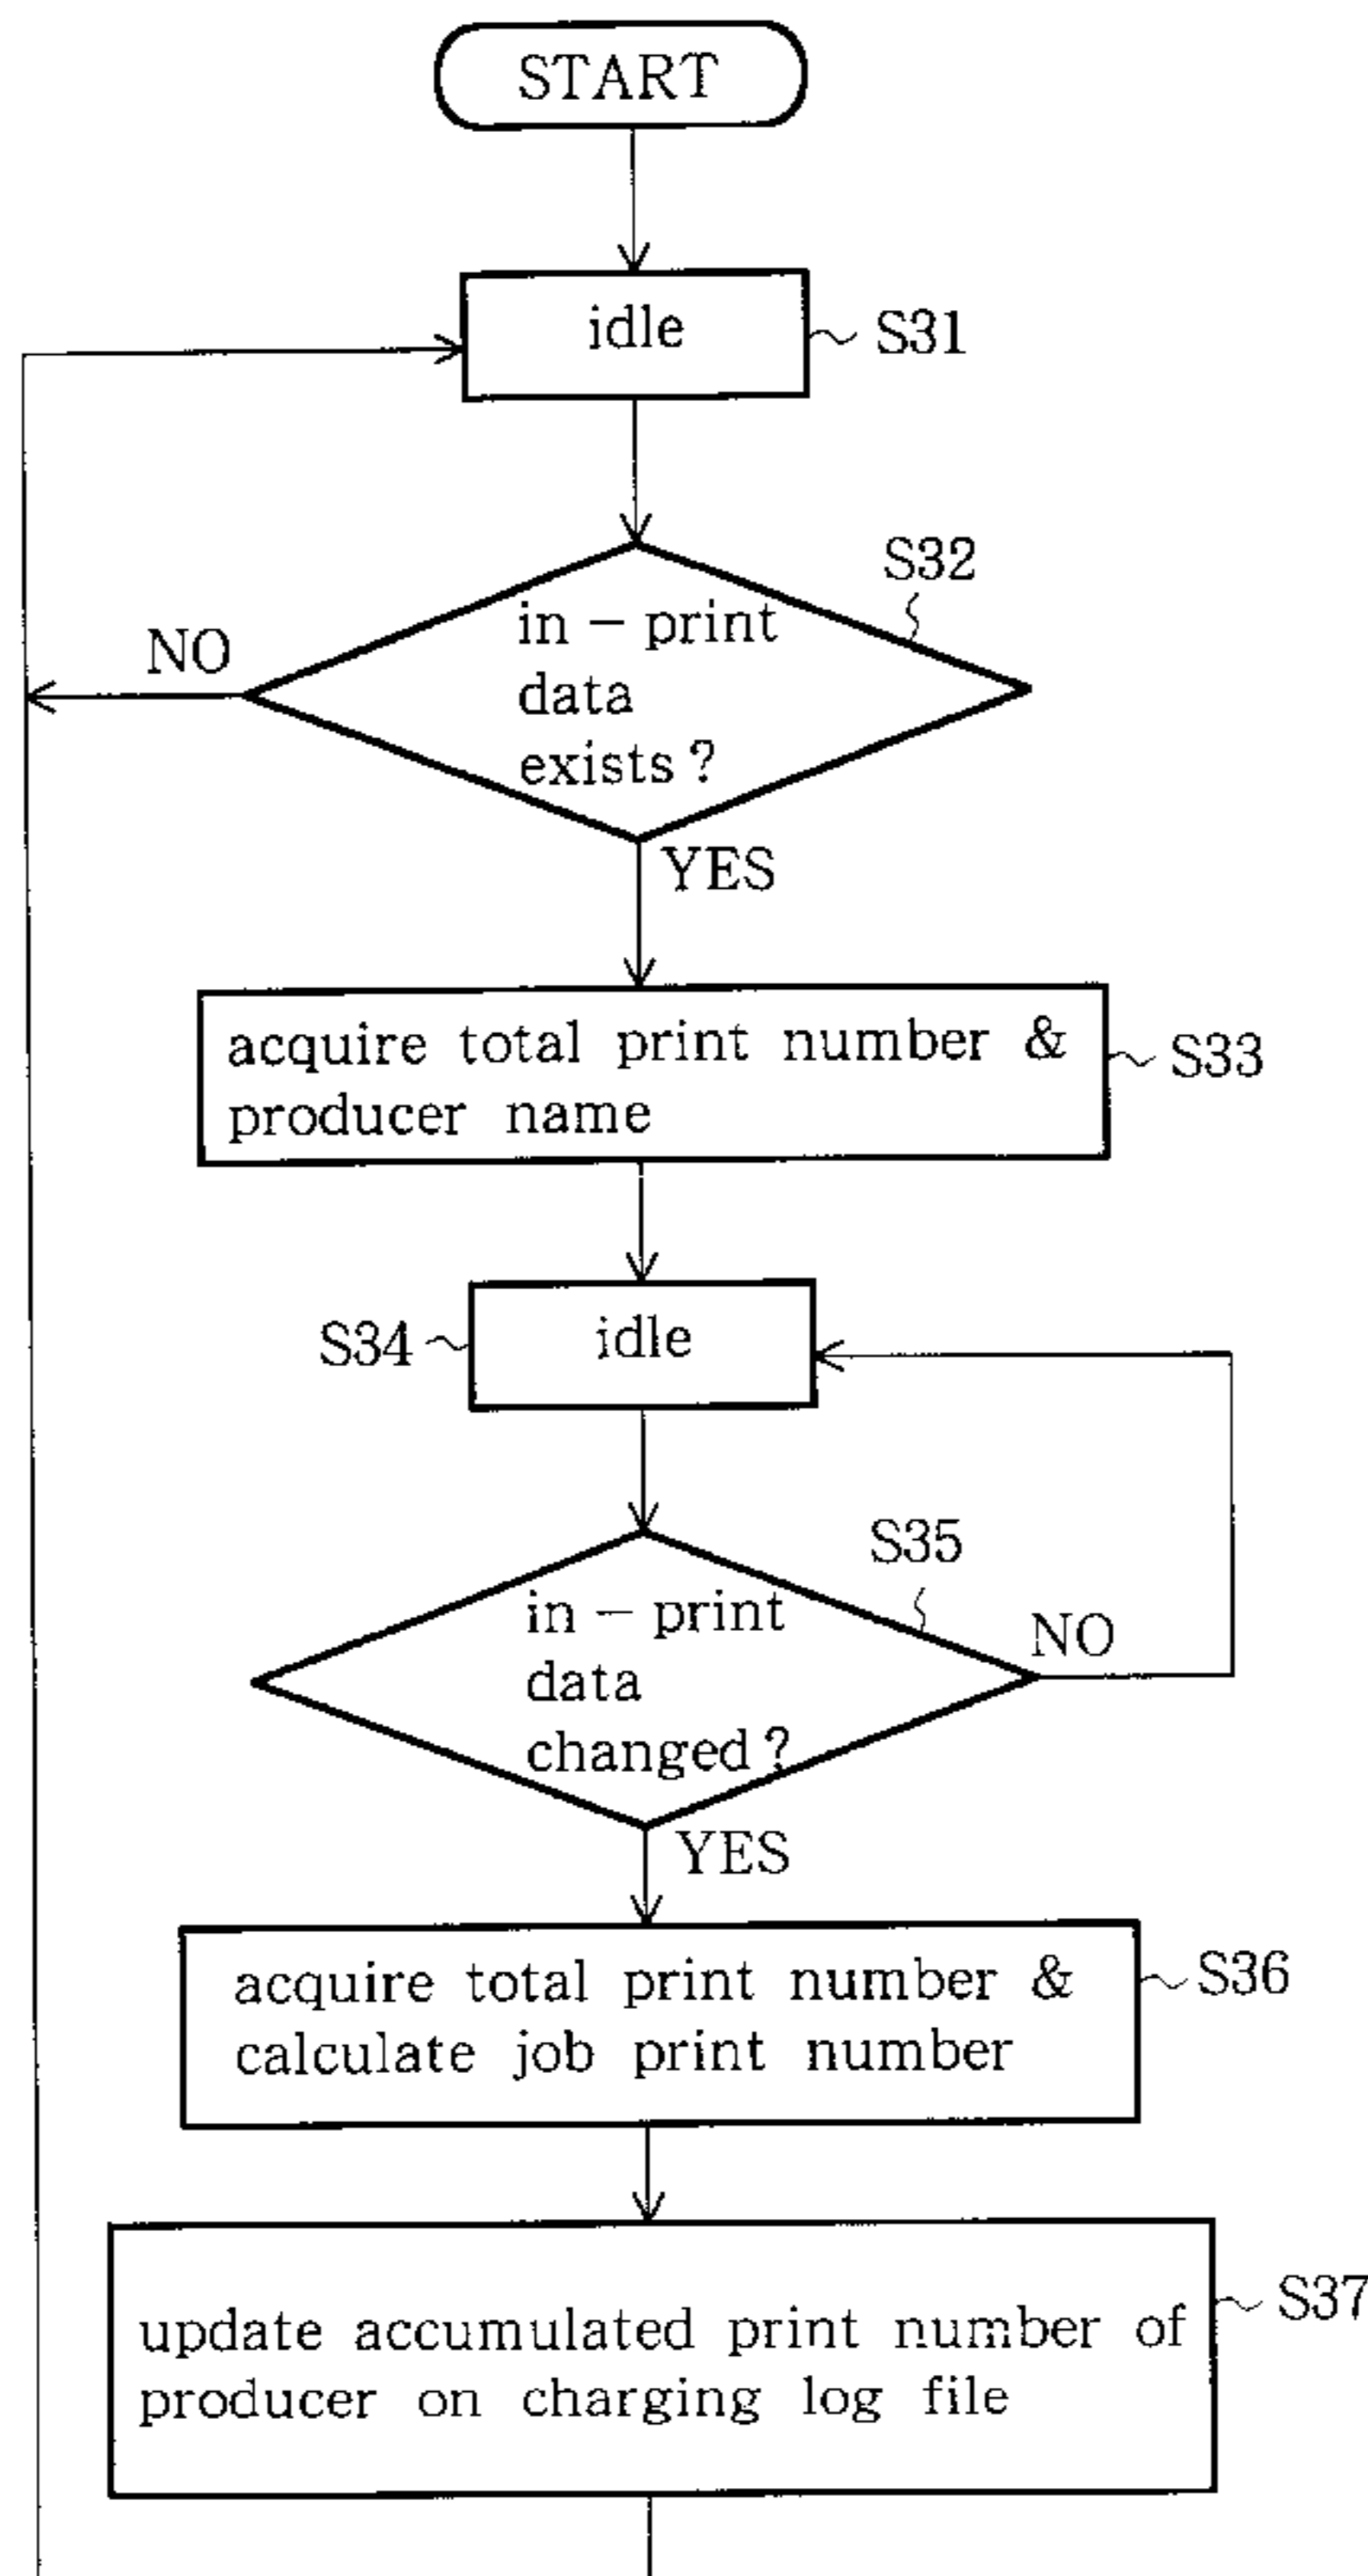 START
idle
S31
S32
in – print
data
exists ?
NO
YES
acquire total print number &
producer name
S33
S34
idle
S35
in – print
data
changed ?
NO
YES
acquire total print number &
calculate job print number
S36
update accumulated print number of
producer on charging log file
S37